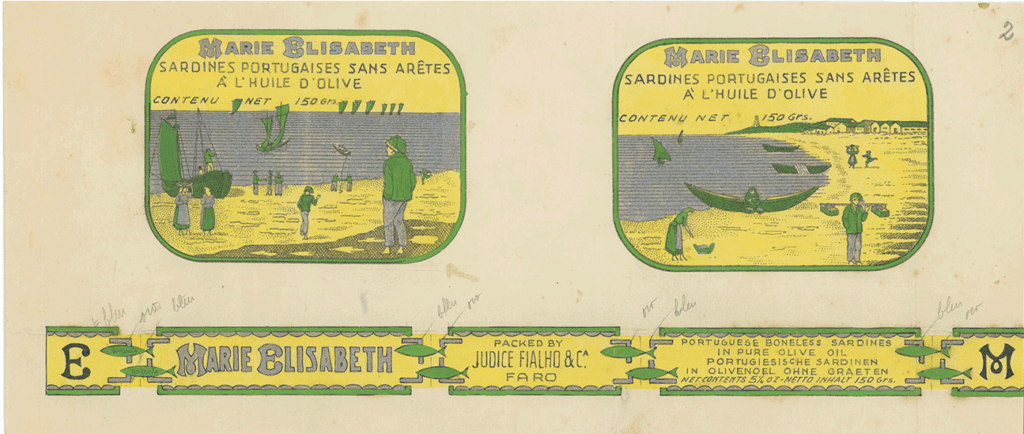 2
MARIE ELISABETH
SARDINES PORTUGAISES SANS ARÊTES
A' L'HUILE D'OLIVE
CONTENU NET 150 Grs.
MARIE ELISABETH
SARDINES PORTUGAISES SANS ARÊTES
A' L'HUILE D'OLIVE
CONTENU NET 150 Grs.
bleu
bleu
bleu
bleu
bleu
E
MARIE ELISABETH
PACKED BY
JUDICE FIALHO & Cᴬ
FARO
PORTUGUESE BONELESS SARDINES
IN PURE OLIVE OIL
PORTUGIESISCHE SARDINEN
IN OLIVENOEL OHNE GRAETEN
NET CONTENTS 5¼ oz - NETTO INHALT 150 Grs.
M